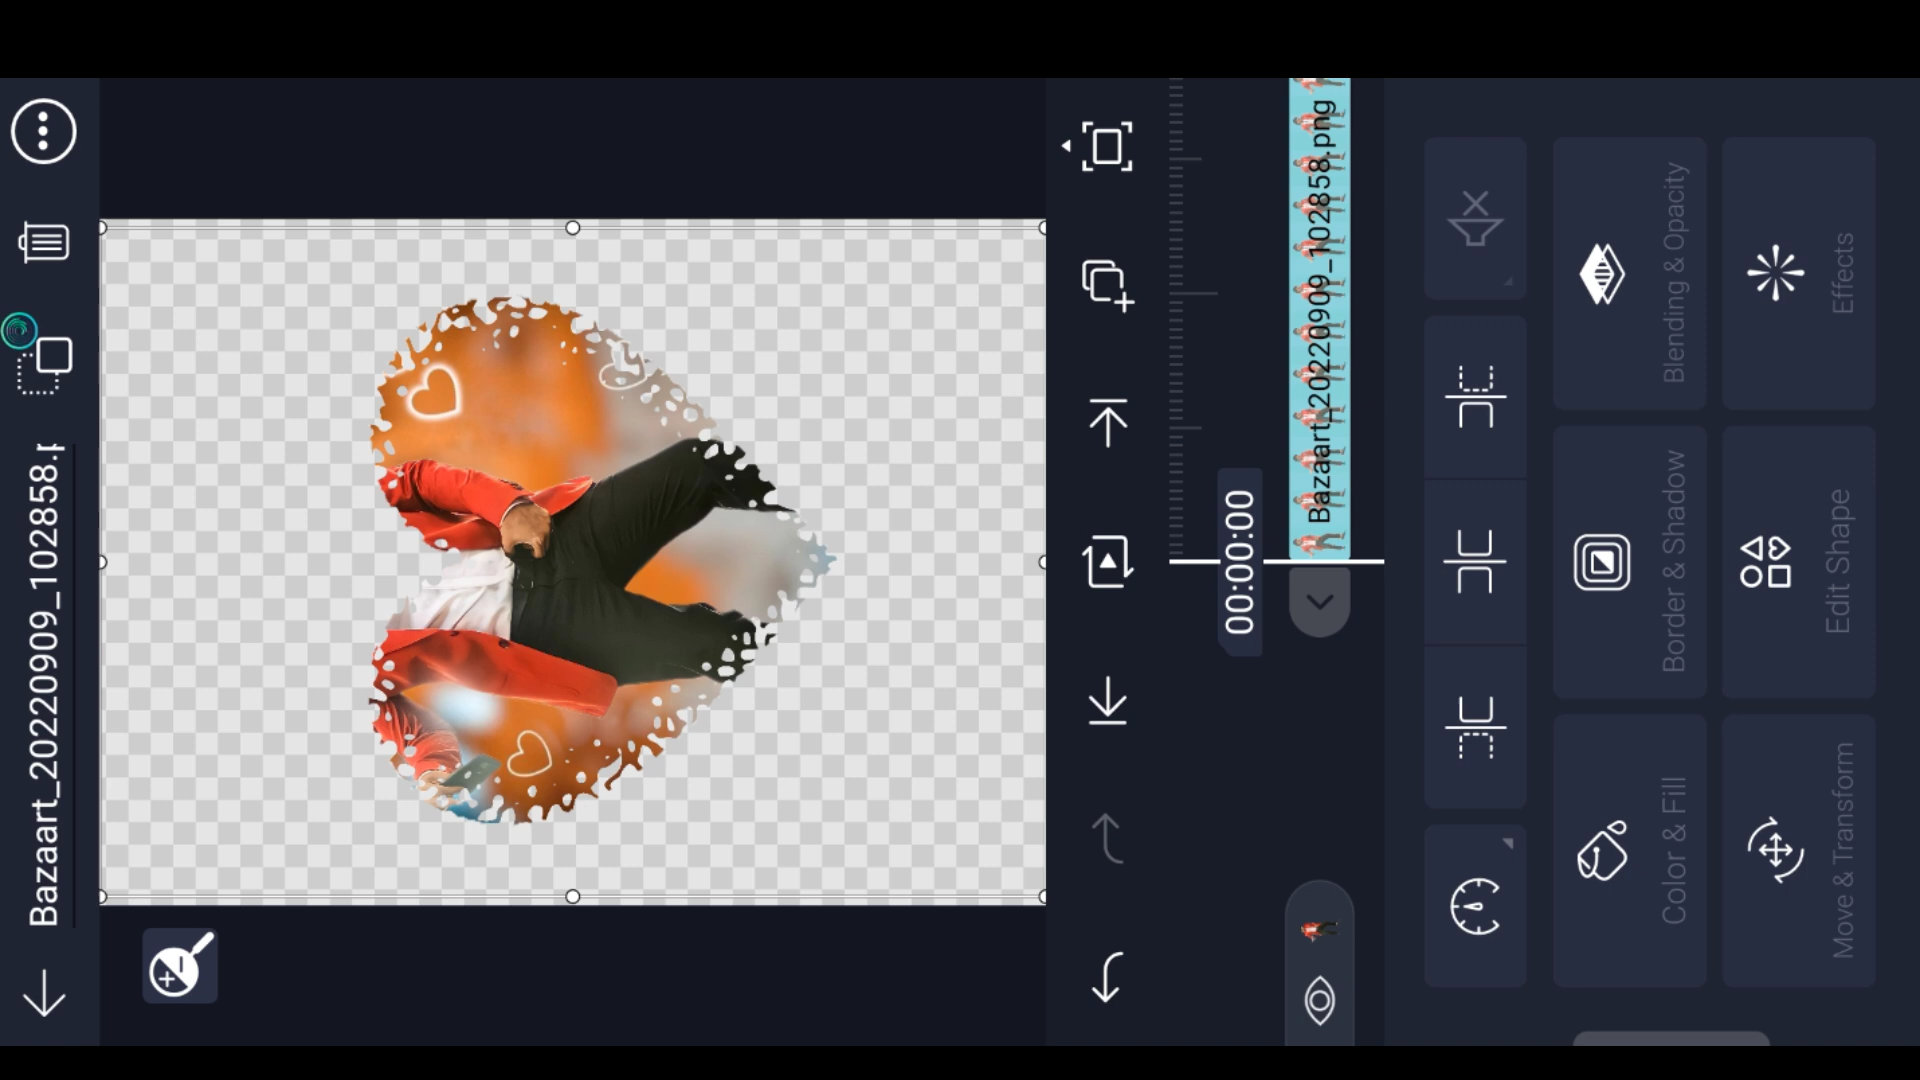 Bazaart_20220909_102858.p
00:00:00
Bazaart_20220909_102858.png
Color & Fill
Border & Shadow
Blending & Opacity
Move & Transform
Edit Shape
Effects